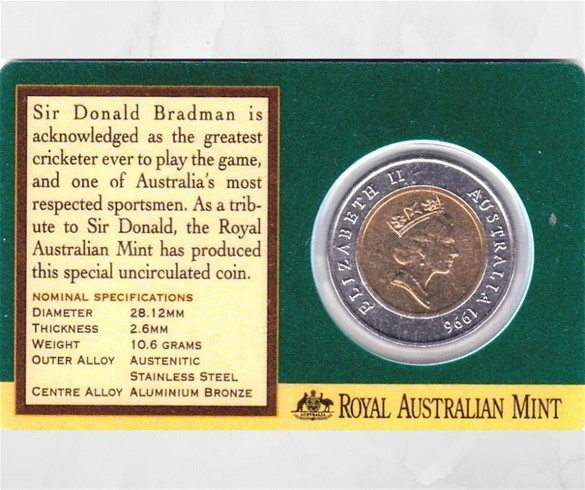 Sir Donald Bradman is
acknowledged as the greatest
cricketer ever to play the game,
and one of Australia's most
respected sportsmen. As a trib-
ute to Sir Donald, the Royal
Australian Mint has produced
this special uncirculated coin.
NOMINAL SPECIFICATIONS
DIAMETER 28.12MM
THICKNESS 2.6MM
WEIGHT 10.6 GRAMS
OUTER ALLOY AUSTENITIC
STAINLESS STEEL
CENTRE ALLOY ALUMINIUM BRONZE
ELIZABETH II AUSTRALIA 1996
AUSTRALIA
ROYAL AUSTRALIAN MINT